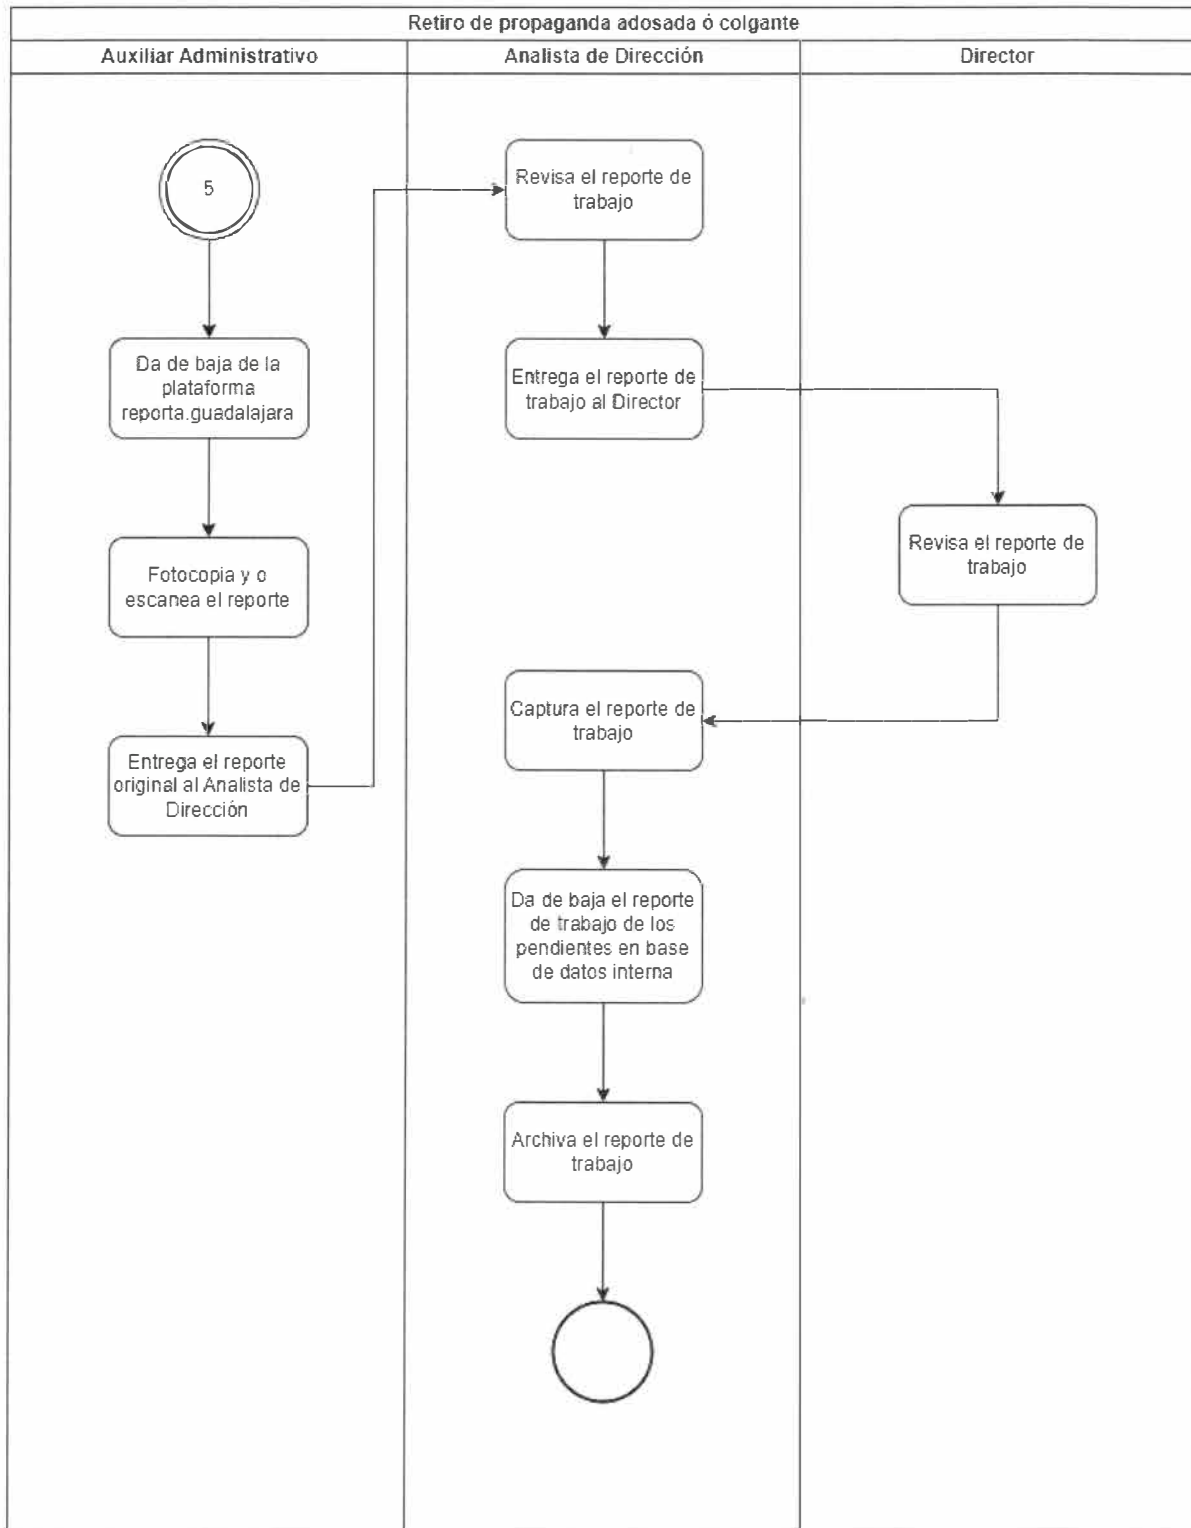 Retiro de propaganda adosada ó colgante
Auxiliar Administrativo
Analista de Dirección
Director
5
Da de baja de la
plataforma
reporta.guadalajara
Fotocopia y o
escanea el reporte
Entrega el reporte
original al Analista de
Dirección
Revisa el reporte de
trabajo
Entrega el reporte de
trabajo al Director
Revisa el reporte de
trabajo
Captura el reporte de
trabajo
Da de baja el reporte
de trabajo de los
pendientes en base
de datos interna
Archiva el reporte de
trabajo